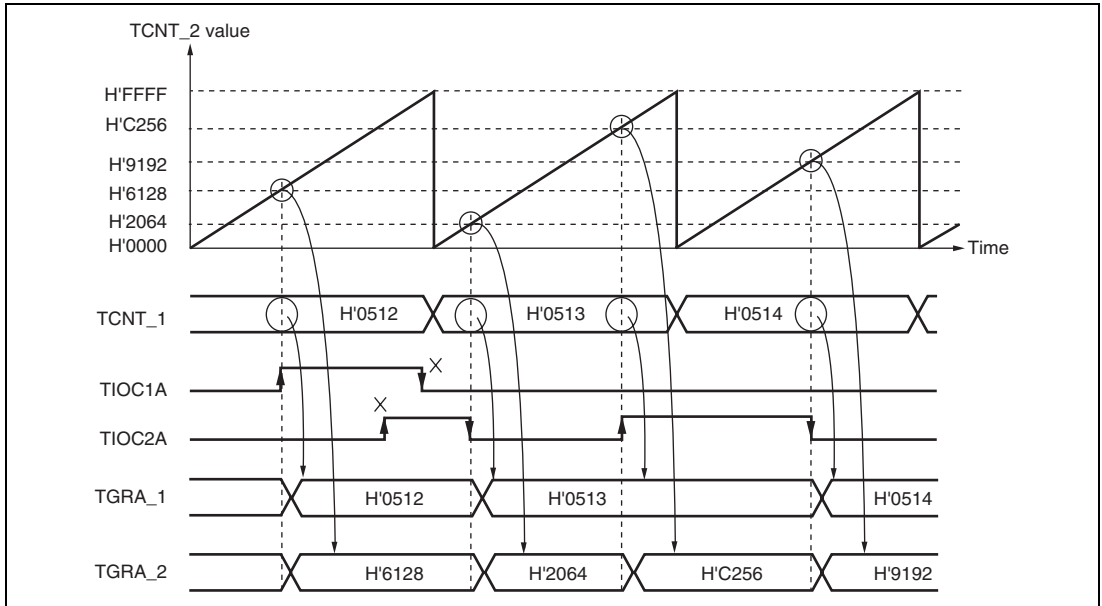 TCNT_2 value
H'FFFF
H'C256
H'9192
H'6128
H'2064
H'0000
Time
TCNT_1
H'0512
H'0513
H'0514
TIOC1A
TIOC2A
TGRA_1
H'0512
H'0513
H'0514
TGRA_2
H'6128
H'2064
H'C256
H'9192